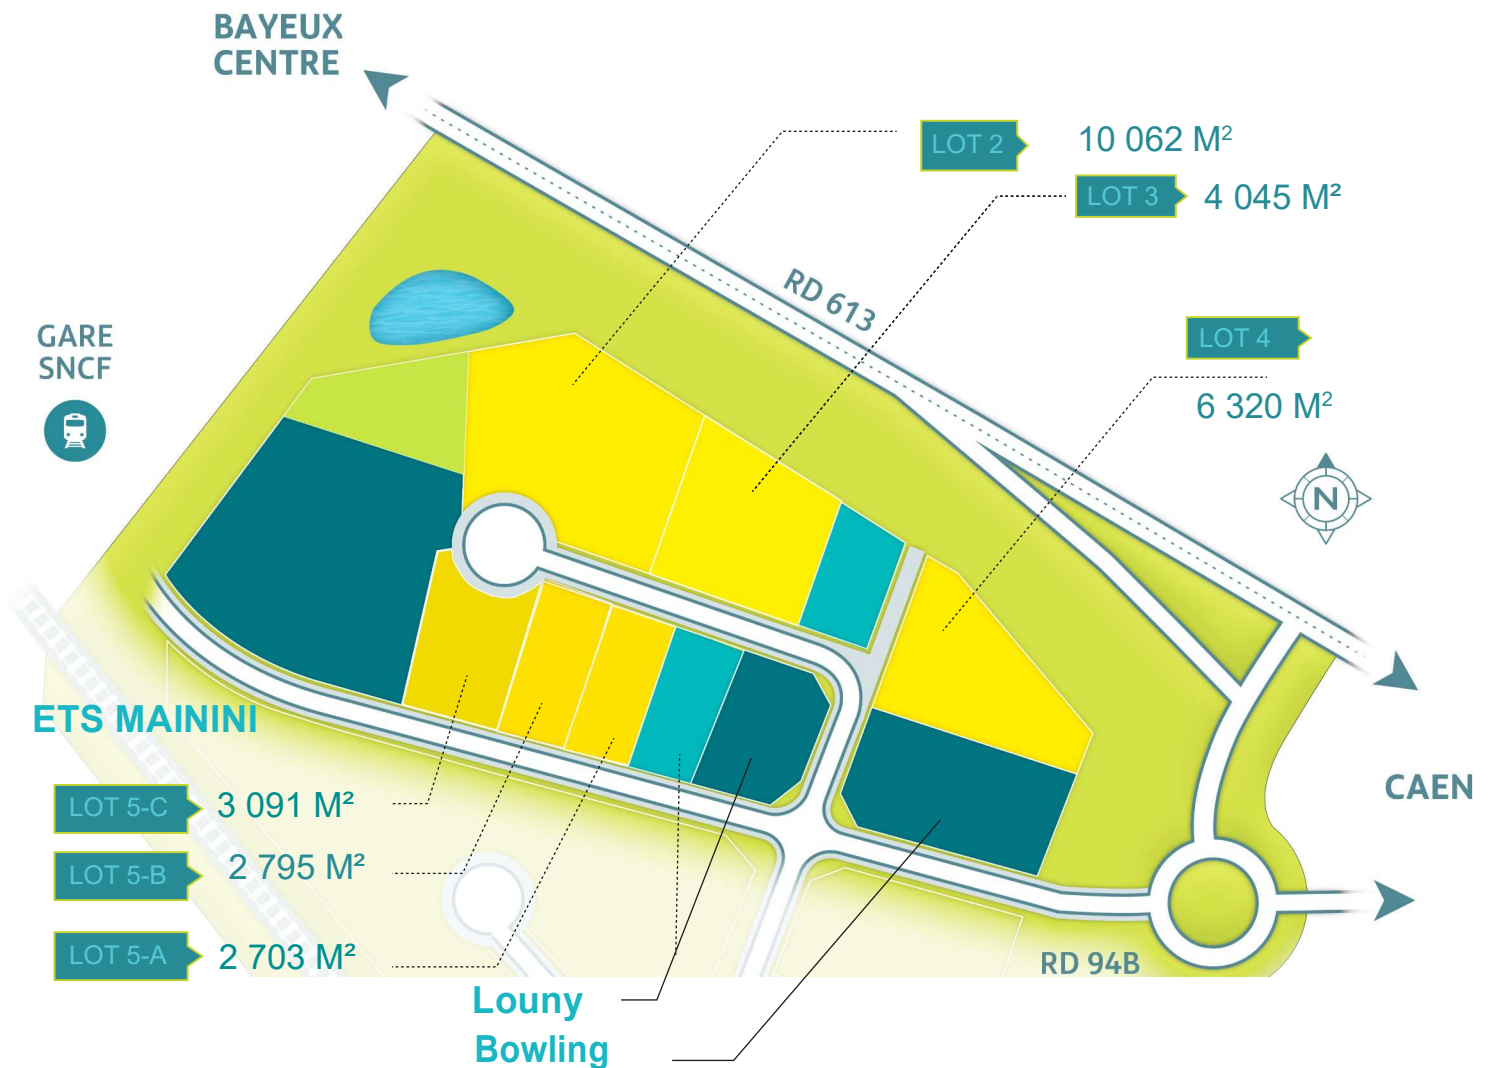 BAYEUX
CENTRE
LOT 2
10 062 M²
LOT 3
4 045 M²
RD 613
GARE
SNCF
LOT 4
6 320 M²
N
ETS MAININI
CAEN
LOT 5-C
3 091 M²
LOT 5-B
2 795 M²
LOT 5-A
2 703 M²
RD 94B
Louny
Bowling